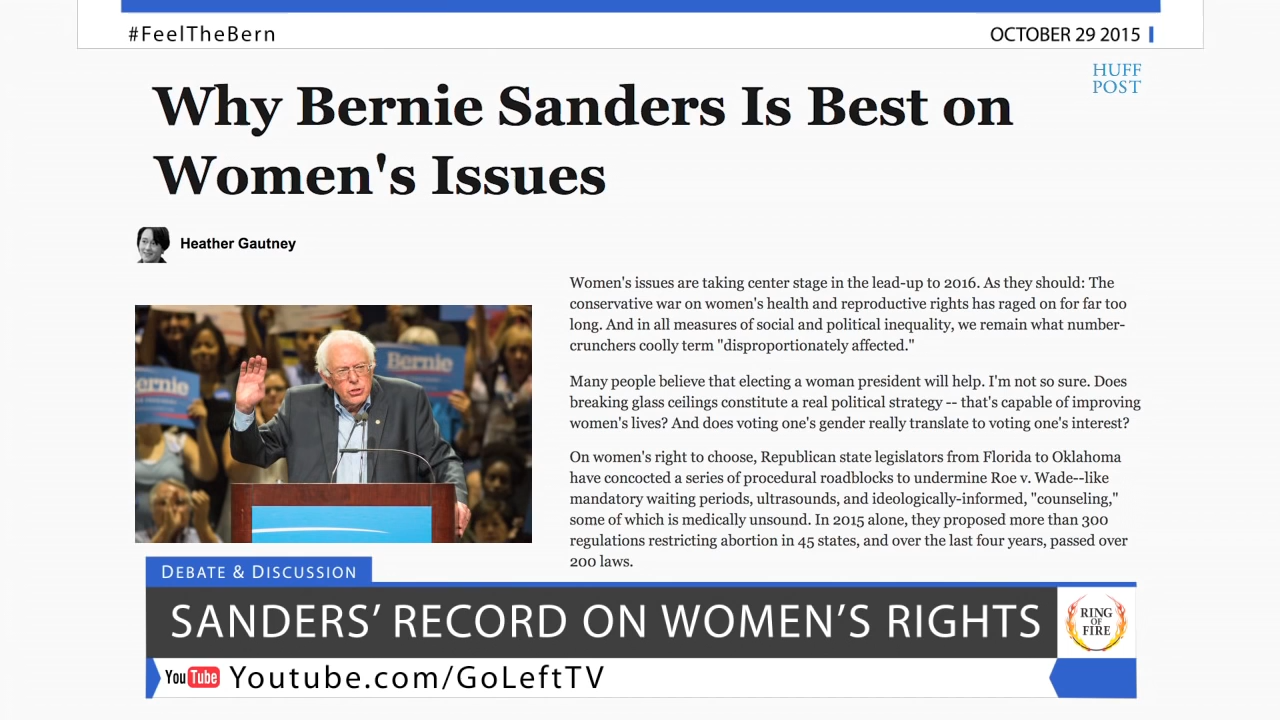 #FeelTheBern
OCTOBER 29 2015
HUFF
POST
Why Bernie Sanders Is Best on
Women's Issues
Heather Gautney
Women's issues are taking center stage in the lead-up to 2016. As they should: The
conservative war on women's health and reproductive rights has raged on for far too
long. And in all measures of social and political inequality, we remain what number-
crunchers coolly term "disproportionately affected."
Many people believe that electing a woman president will help. I'm not so sure. Does
breaking glass ceilings constitute a real political strategy -- that's capable of improving
women's lives? And does voting one's gender really translate to voting one's interest?
On women's right to choose, Republican state legislators from Florida to Oklahoma
have concocted a series of procedural roadblocks to undermine Roe v. Wade--like
mandatory waiting periods, ultrasounds, and ideologically-informed, "counseling,"
some of which is medically unsound. In 2015 alone, they proposed more than 300
regulations restricting abortion in 45 states, and over the last four years, passed over
200 laws.
Bernie
ernie
DEBATE & DISCUSSION
SANDERS’ RECORD ON WOMEN’S RIGHTS
RING
OF
FIRE
YouTube Youtube.com/GoLeftTV